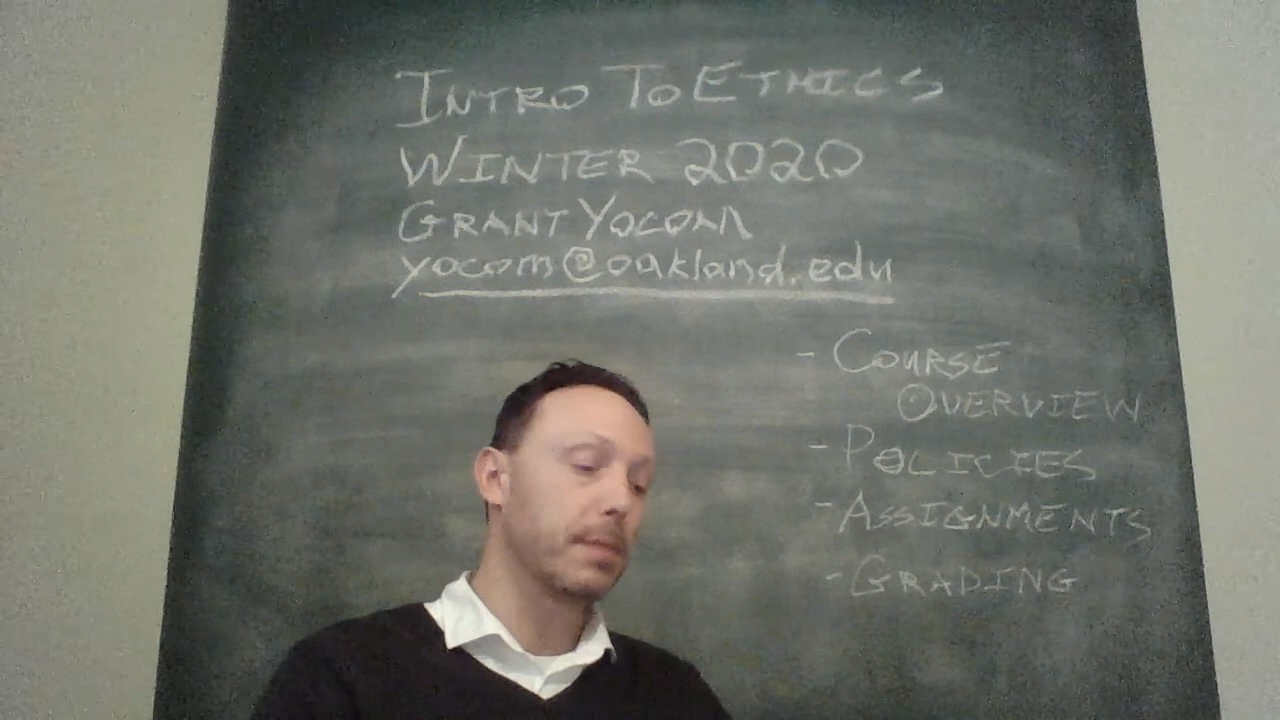 INTRO TO ETHICS
WINTER 2020
GRANT YOCOM
yocom@oakland.edu
- COURSE
OVERVIEW
- POLICIES
- ASSIGNMENTS
- GRADING